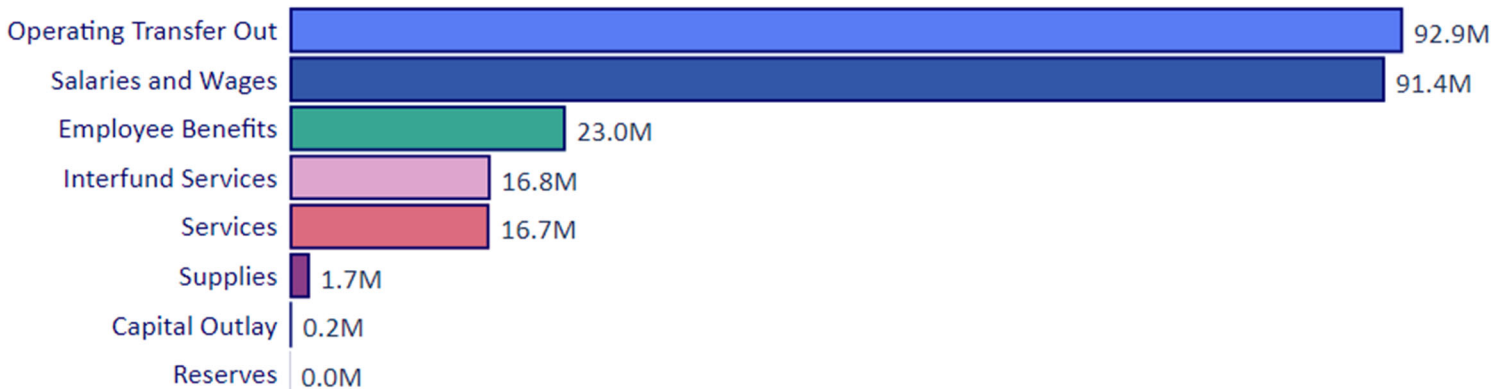 Operating Transfer Out 92.9M
Salaries and Wages 91.4M
Employee Benefits 23.0M
Interfund Services 16.8M
Services 16.7M
Supplies 1.7M
Capital Outlay 0.2M
Reserves 0.0M